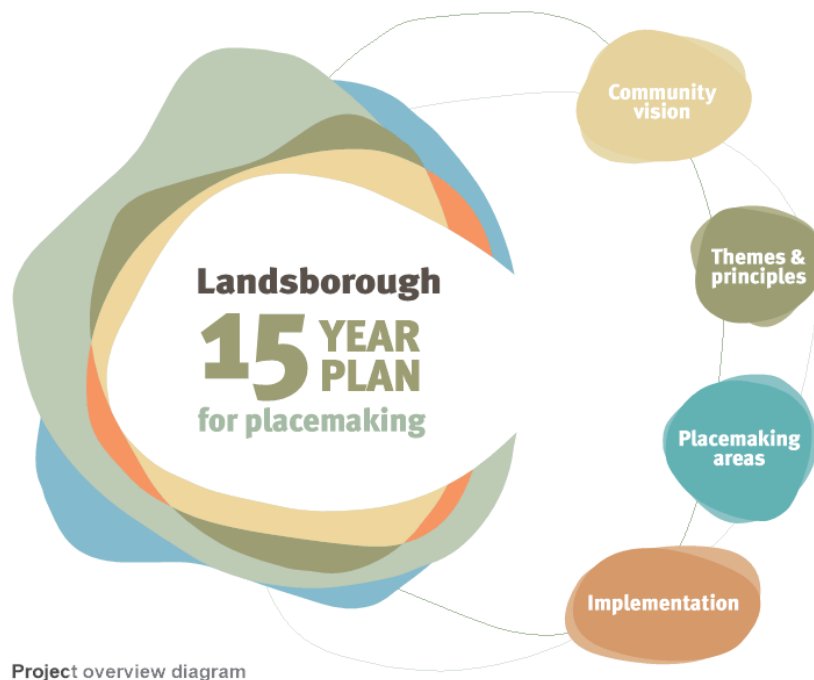 Community
vision
Themes &
principles
Landsborough
15 YEAR
PLAN
for placemaking
Placemaking
areas
Implementation
Project overview diagram